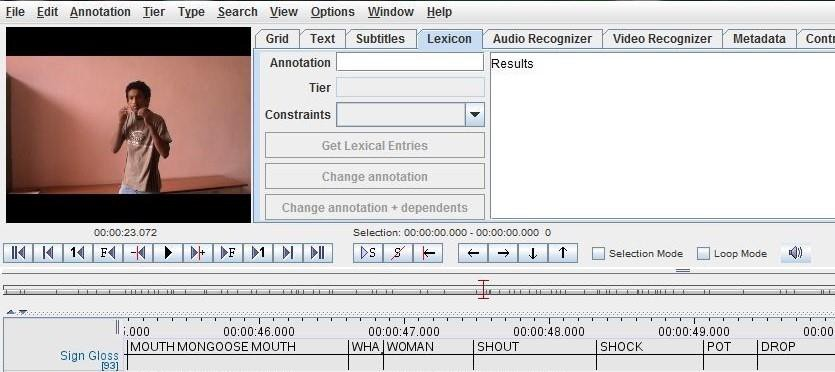 File Edit Annotation Tier Type Search View Options Window Help
Grid Text Subtitles Lexicon Audio Recognizer Video Recognizer Metadata Contr
Annotation
Results
Tier
Constraints
Get Lexical Entries
Change annotation
Change annotation + dependents
00:00:23.072
Selection: 00:00:00.000 - 00:00:00.000 0
1 F F 1 S S Selection Mode Loop Mode
.000 00:00:46.000 00:00:47.000 00:00:48.000 00:00:49.000 00:00
MOUTH MONGOOSE MOUTH WHA WOMAN SHOUT SHOCK POT DROP
Sign Gloss
[93]